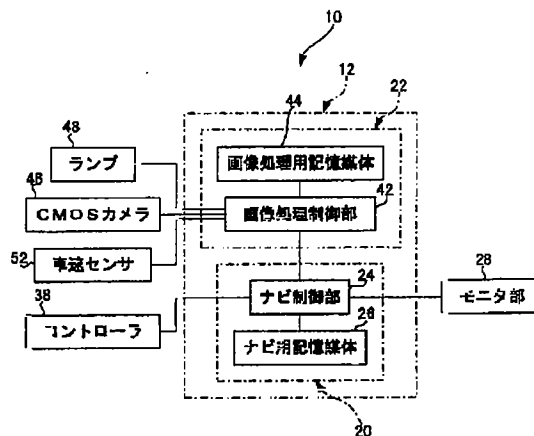 10
12
22
44
48
ランプ
画像処理用記憶媒体
46
CMOSカメラ
画像処理制御部
42
52
車速センサ
24
28
ナビ制御部
モニタ部
38
コントローラ
26
ナビ用記憶媒体
20